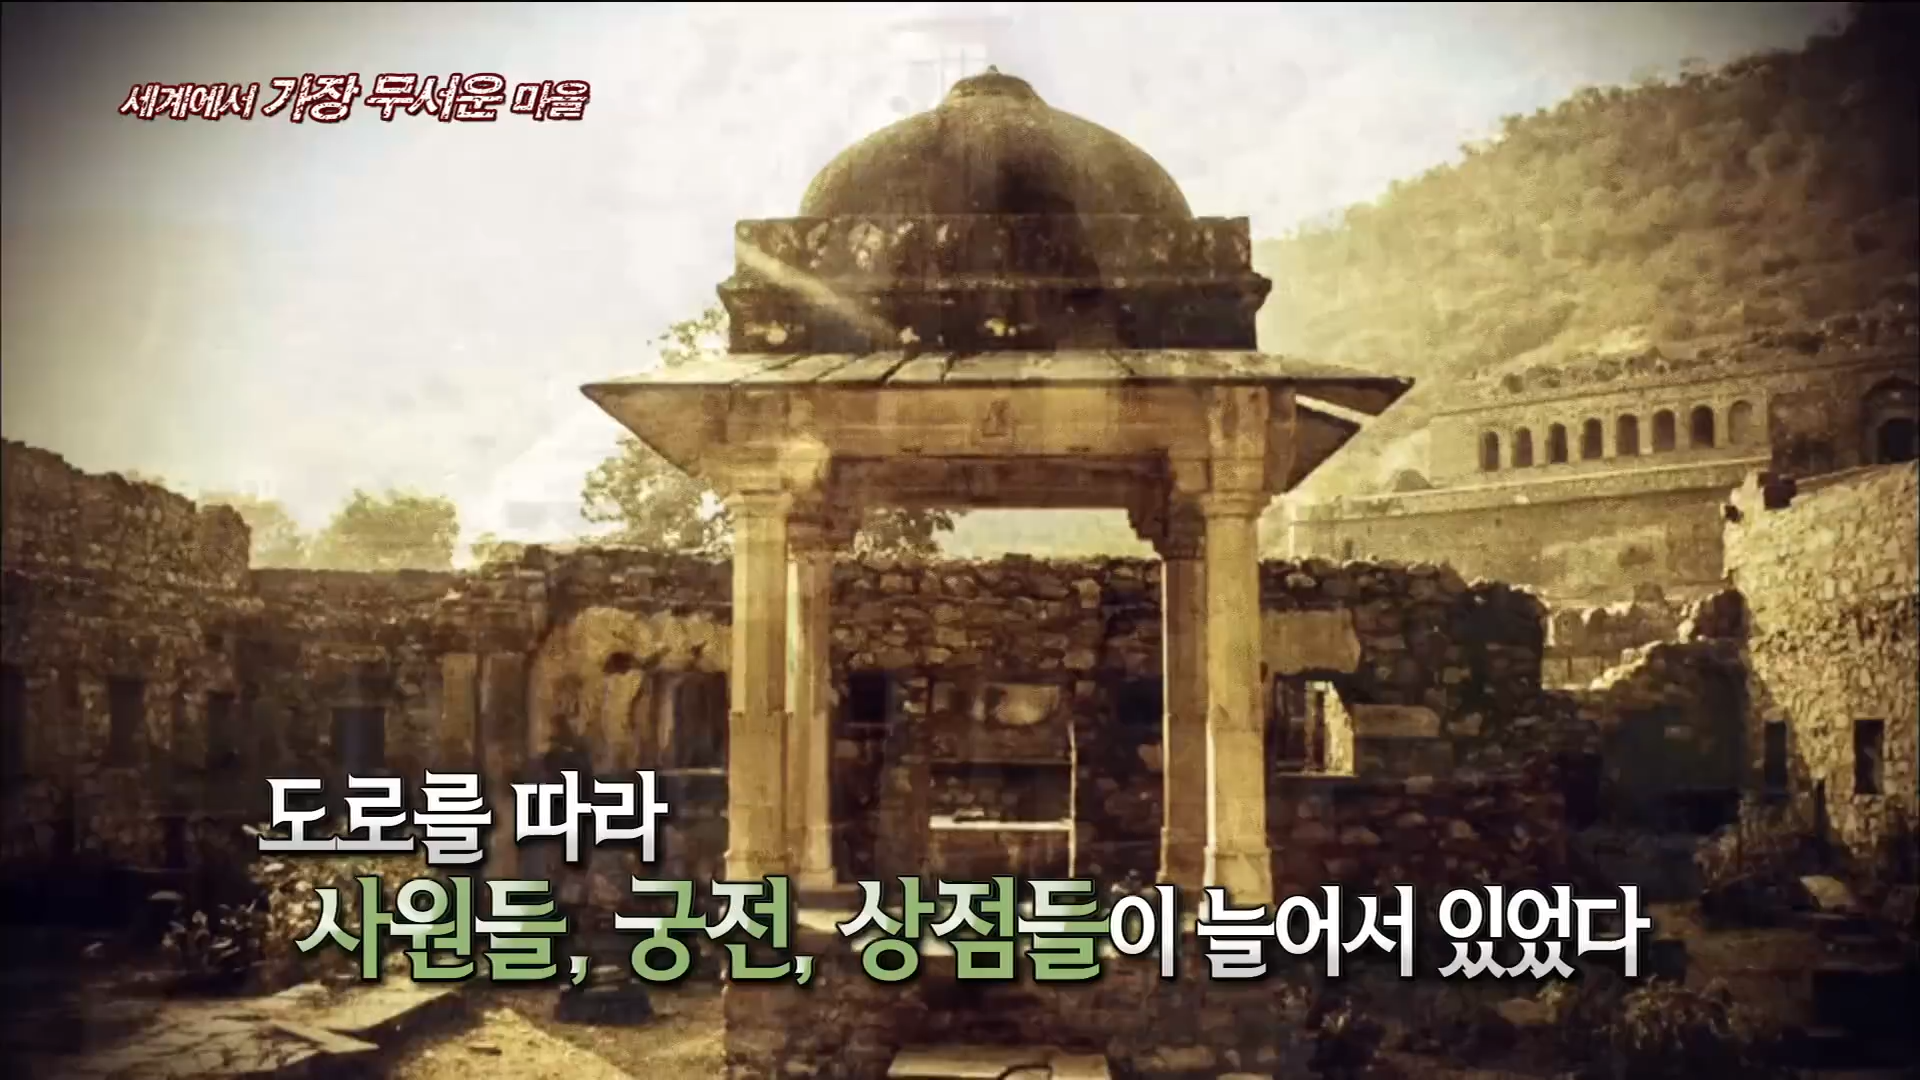 세계에서 가장 무서운 마을
도로를 따라
사원들, 궁전, 상점들이 늘어서 있었다